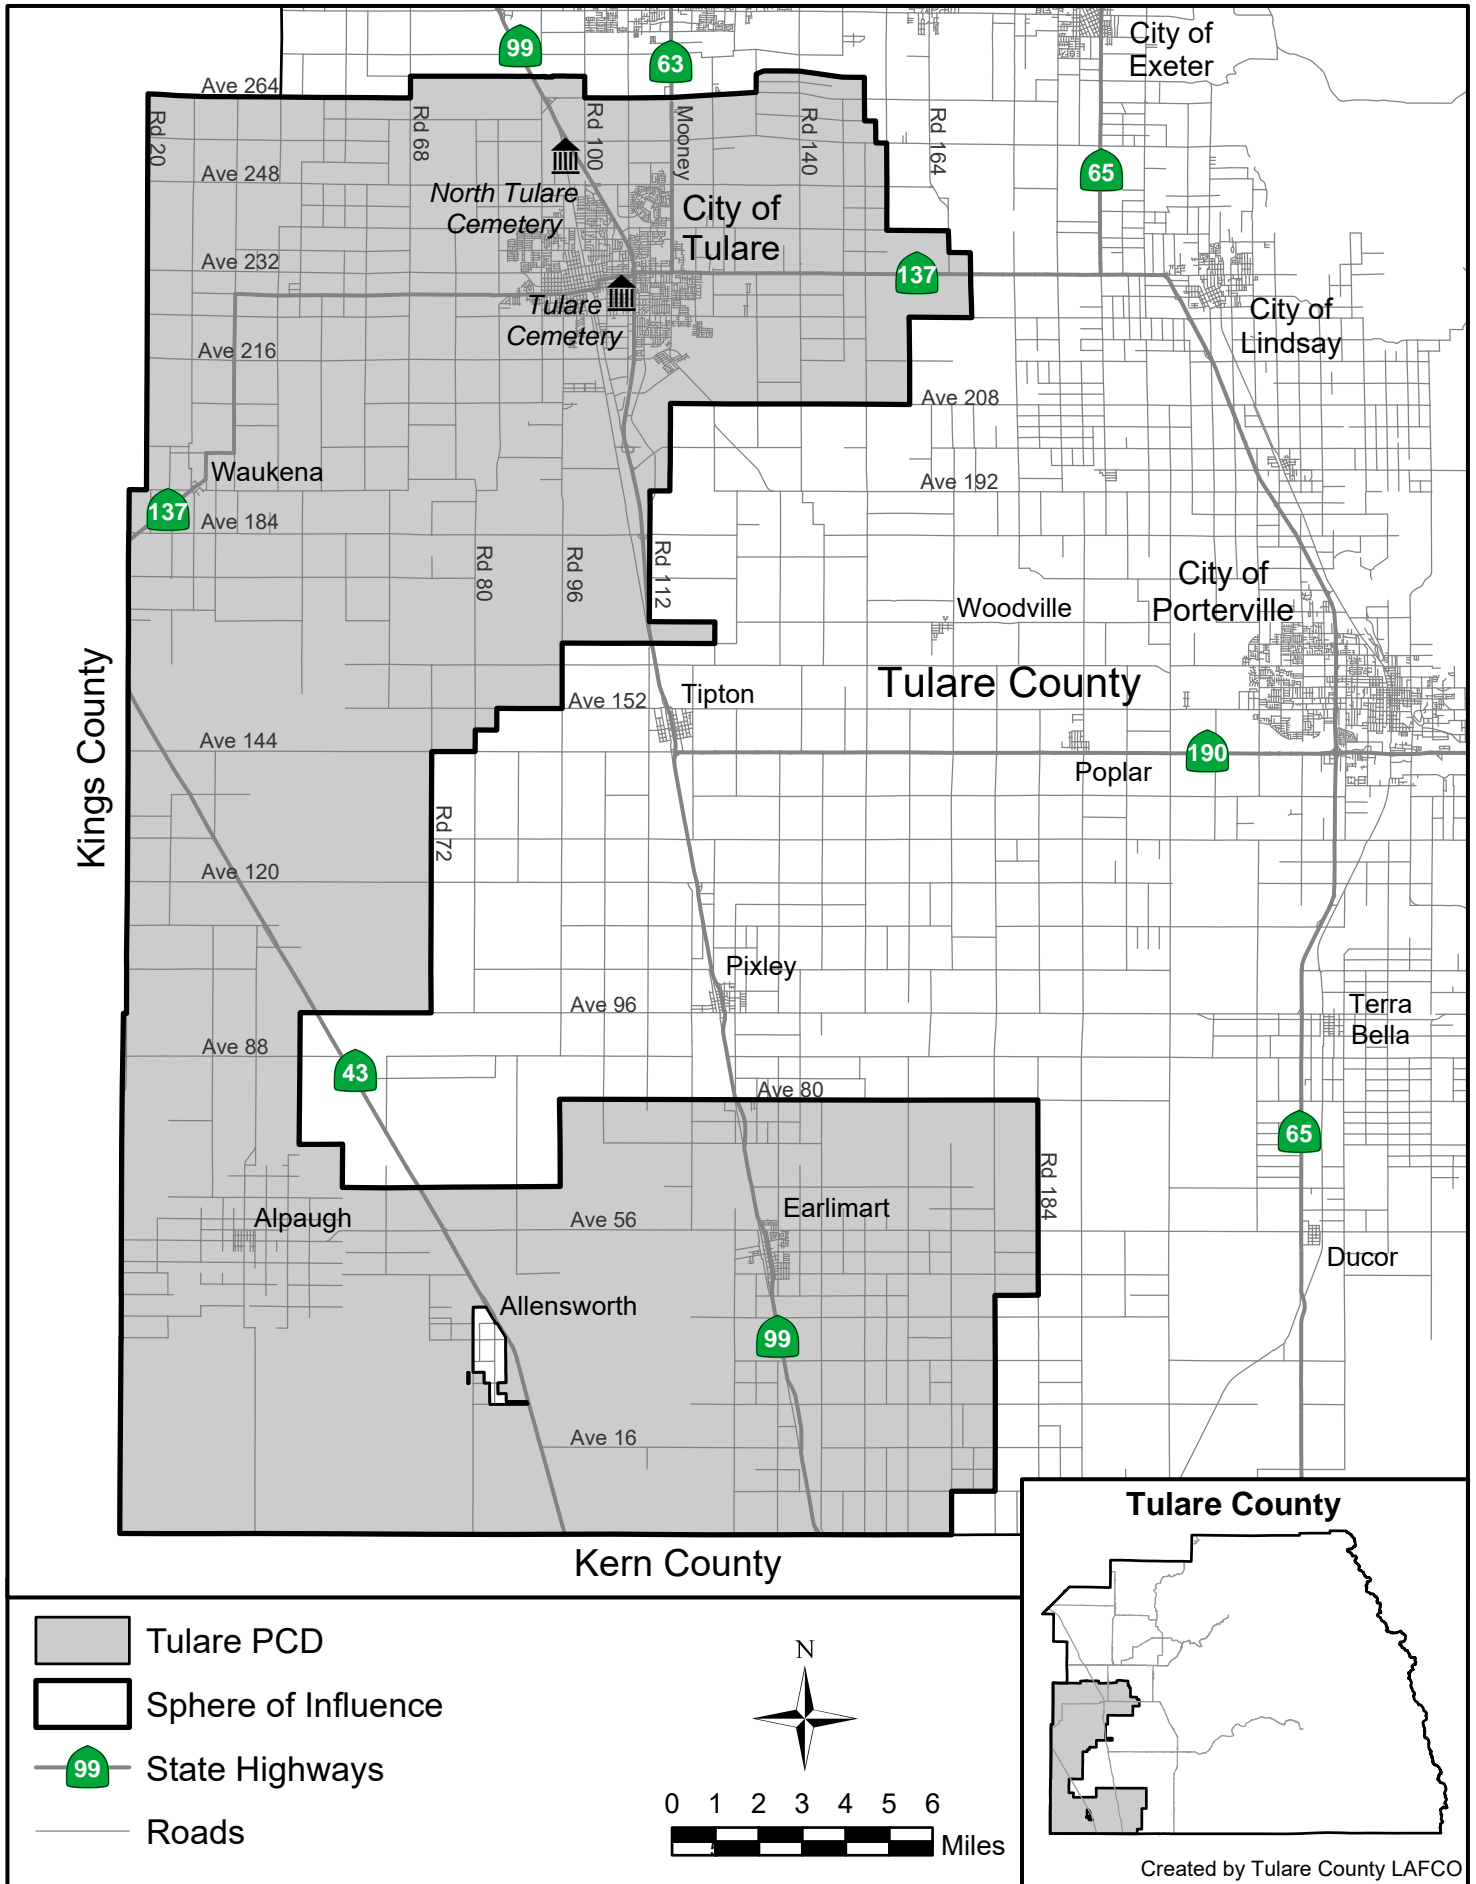 99
63
City of
Exeter
Ave 264
Rd 20
Rd 68
Rd 100
Mooney
Rd 140
Rd 164
65
Ave 248
North Tulare
Cemetery
City of
Tulare
Ave 232
137
Tulare
Cemetery
City of
Lindsay
Ave 216
Ave 208
Waukena
Ave 192
137
Ave 184
Rd 80
Rd 96
Rd 112
City of
Porterville
Woodville
Kings County
Tulare County
Tipton
Ave 152
Ave 144
190
Poplar
Rd 72
Ave 120
Pixley
Ave 96
Terra
Bella
Ave 88
43
Ave 80
65
Rd 184
Alpaugh
Ave 56
Earlimart
Ducor
Allensworth
99
Ave 16
Kern County
Tulare County
Tulare PCD
Sphere of Influence
99
State Highways
Roads
N
0 1 2 3 4 5 6
Miles
Created by Tulare County LAFCO